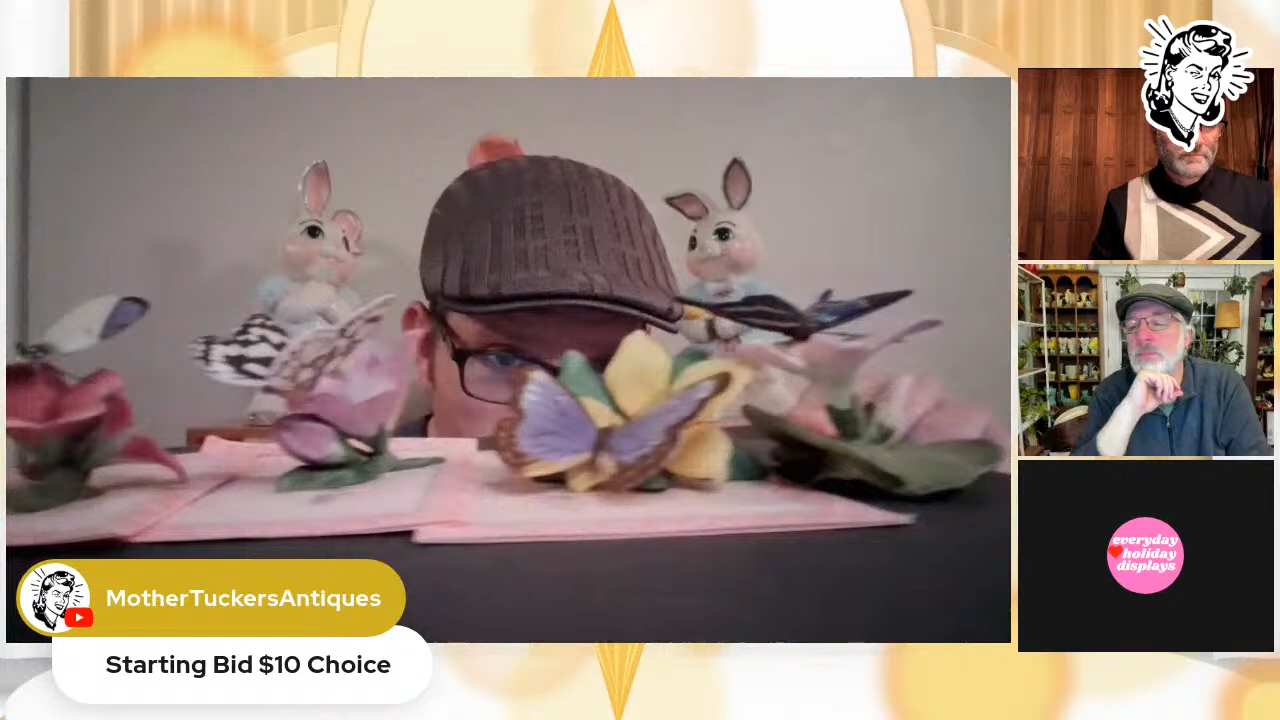 MotherTuckersAntiques
Starting Bid $10 Choice
everyday
holiday
displays